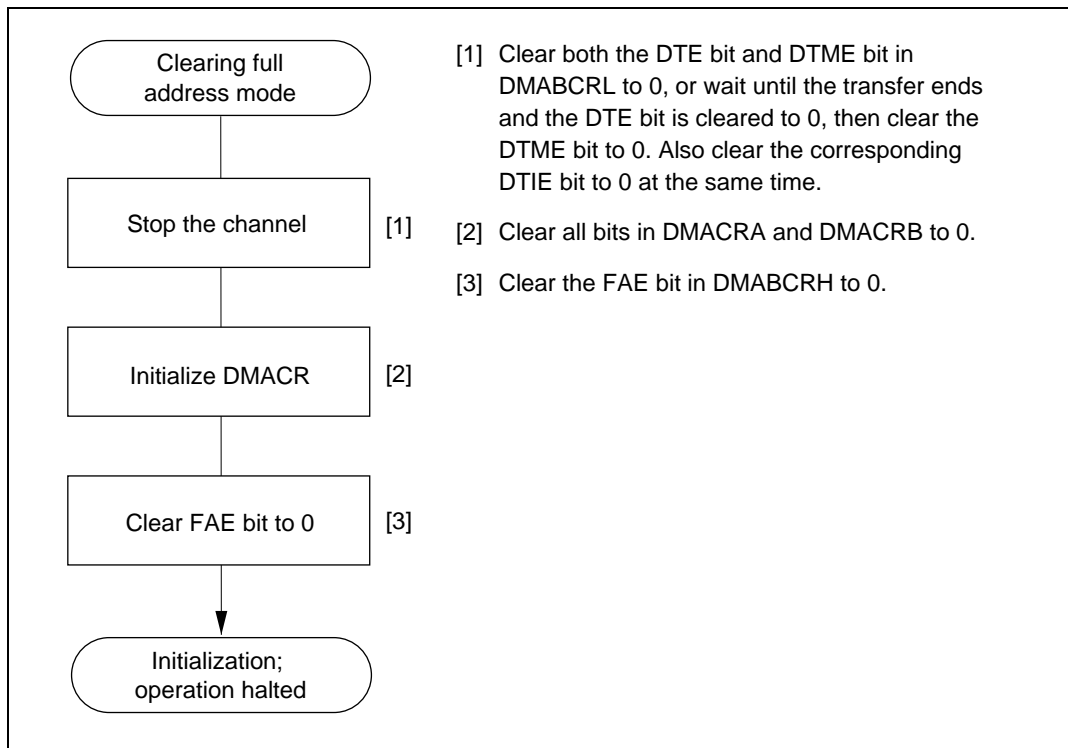 Clearing full
address mode
Stop the channel
[1]
Initialize DMACR
[2]
Clear FAE bit to 0
[3]
Initialization;
operation halted
[1] Clear both the DTE bit and DTME bit in
DMABCRL to 0, or wait until the transfer ends
and the DTE bit is cleared to 0, then clear the
DTME bit to 0. Also clear the corresponding
DTIE bit to 0 at the same time.
[2] Clear all bits in DMACRA and DMACRB to 0.
[3] Clear the FAE bit in DMABCRH to 0.